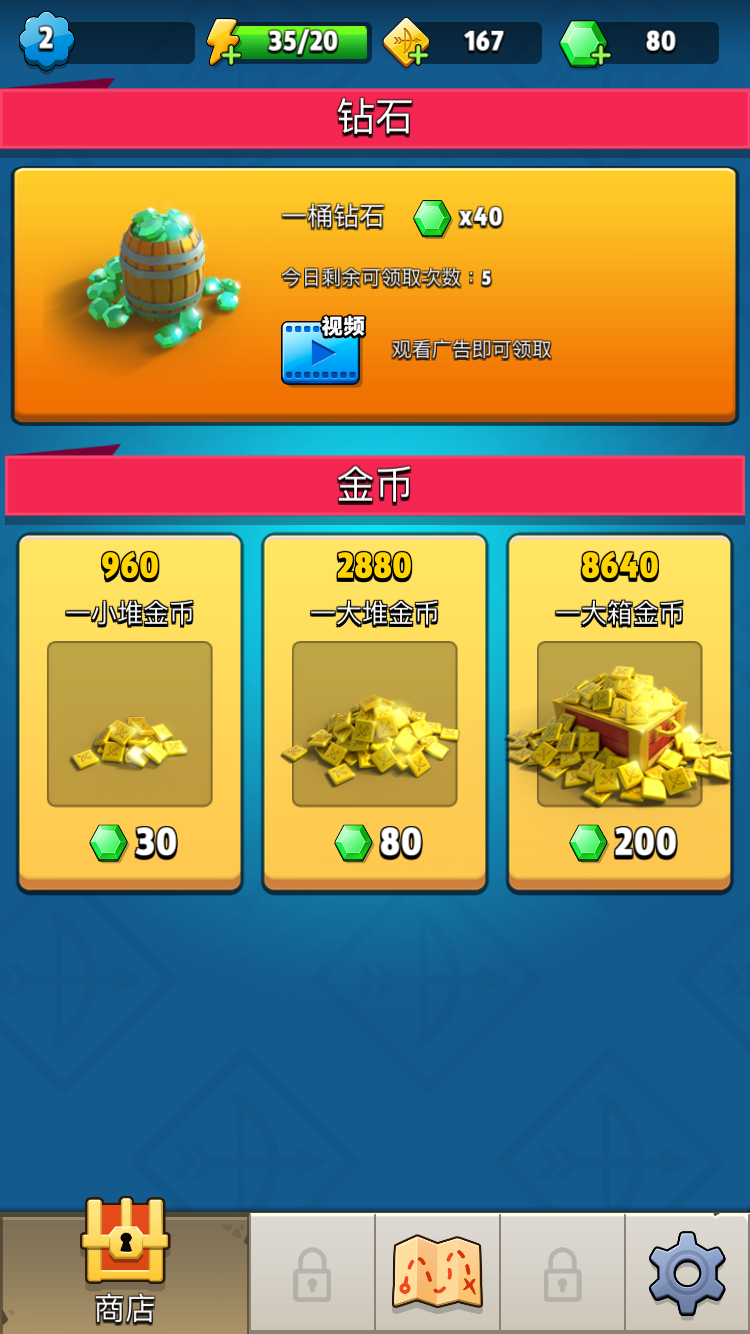 2 35/20 167 80
钻石
一桶钻石 x40
今日剩余可领取次数：5
视频
观看广告即可领取
金币
960 2880 8640
一小堆金币 一大堆金币 一大箱金币
30 80 200
商店